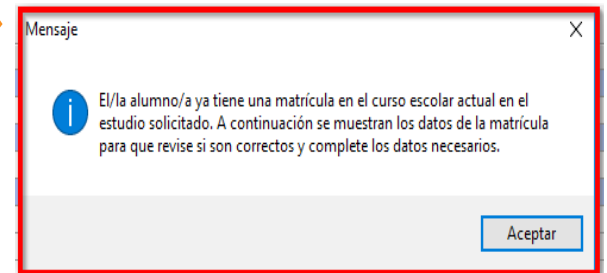 Mensaje
El/la alumno/a ya tiene una matrícula en el curso escolar actual en el
estudio solicitado. A continuación se muestran los datos de la matrícula
para que revise si son correctos y complete los datos necesarios.
Aceptar